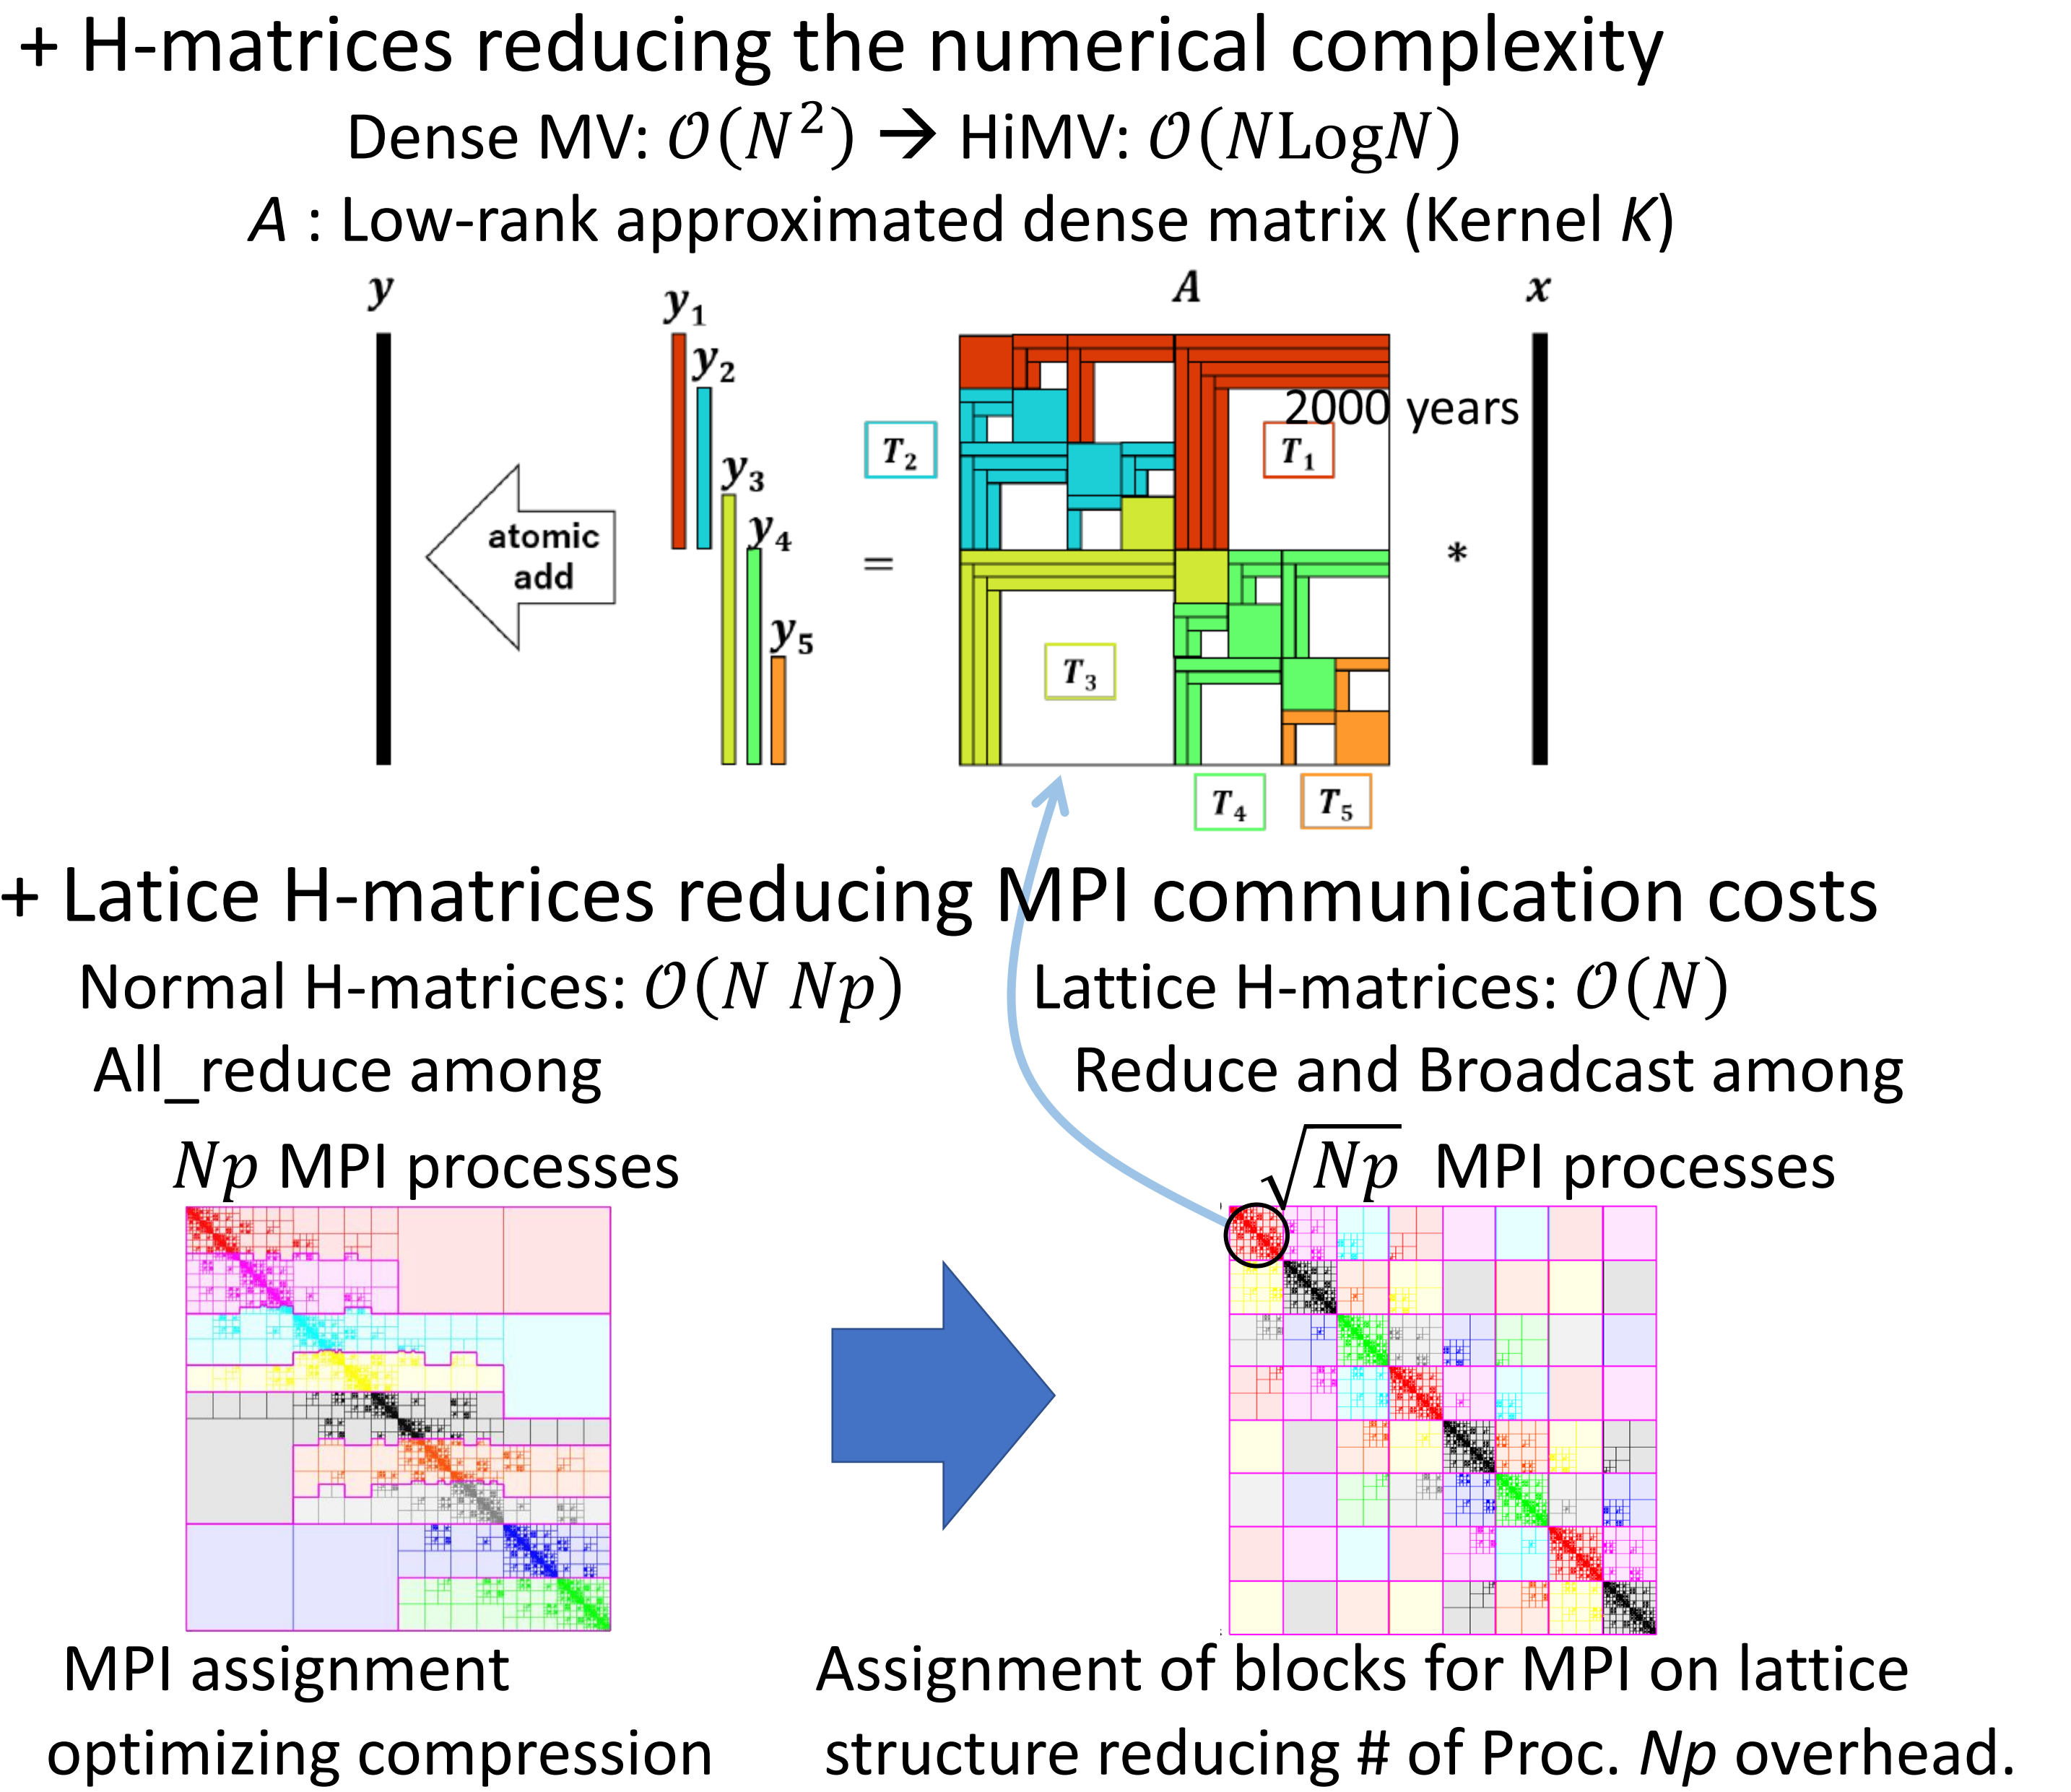 + H-matrices reducing the numerical complexity
Dense MV: 𝒪(N²) → HiMV: 𝒪(NLogN)
A : Low-rank approximated dense matrix (Kernel K)
y
y₁
y₂
y₃
y₄
y₅
atomic
add
=
A
x
2000 years
T₂
T₁
*
T₃
T₄
T₅
+ Latice H-matrices reducing MPI communication costs
Normal H-matrices: 𝒪(N Np)
All_reduce among
Np MPI processes
Lattice H-matrices: 𝒪(N)
Reduce and Broadcast among
√Np MPI processes
MPI assignment
optimizing compression
Assignment of blocks for MPI on lattice
structure reducing # of Proc. Np overhead.